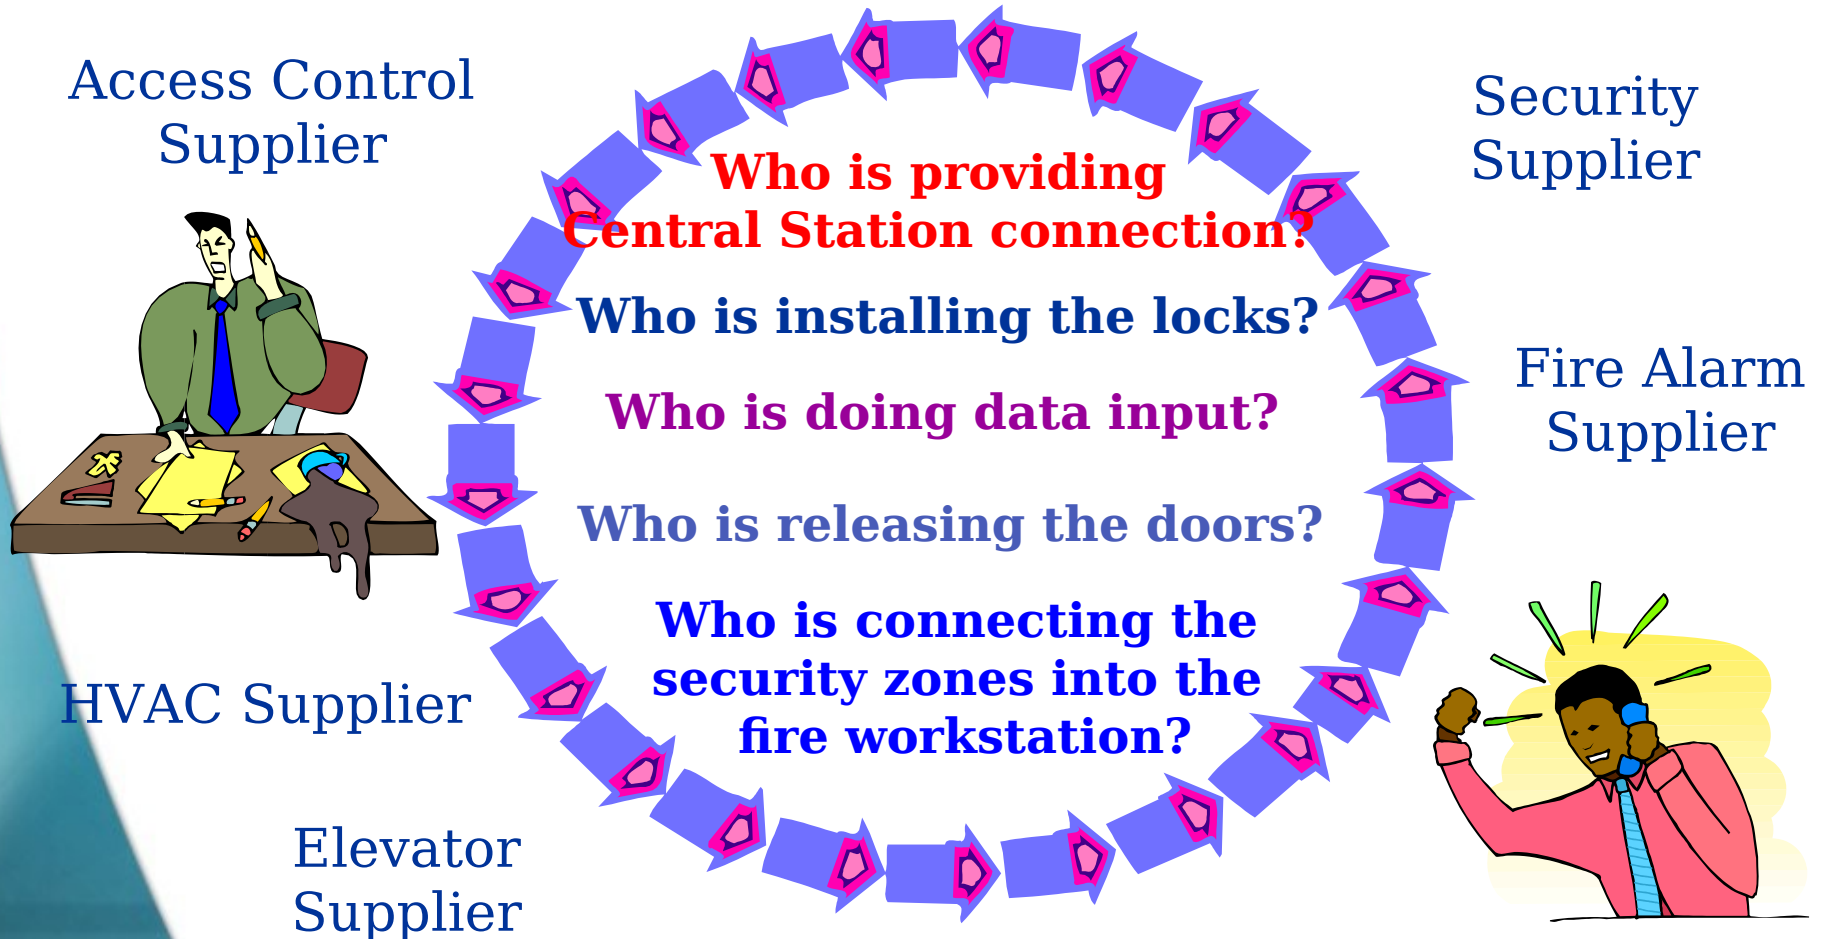 Access Control
Supplier
Security
Supplier
Who is providing
Central Station connection?
Who is installing the locks?
Who is doing data input?
Fire Alarm
Supplier
Who is releasing the doors?
Who is connecting the
security zones into the
fire workstation?
HVAC Supplier
Elevator
Supplier